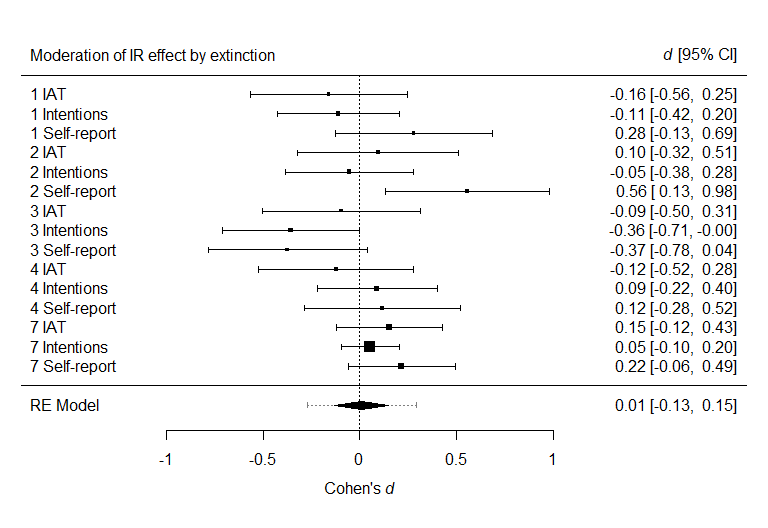 Moderation of IR effect by extinction d [95% CI]
1 IAT -0.16 [-0.56, 0.25]
1 Intentions -0.11 [-0.42, 0.20]
1 Self-report 0.28 [-0.13, 0.69]
2 IAT 0.10 [-0.32, 0.51]
2 Intentions -0.05 [-0.38, 0.28]
2 Self-report 0.56 [ 0.13, 0.98]
3 IAT -0.09 [-0.50, 0.31]
3 Intentions -0.36 [-0.71, -0.00]
3 Self-report -0.37 [-0.78, 0.04]
4 IAT -0.12 [-0.52, 0.28]
4 Intentions 0.09 [-0.22, 0.40]
4 Self-report 0.12 [-0.28, 0.52]
7 IAT 0.15 [-0.12, 0.43]
7 Intentions 0.05 [-0.10, 0.20]
7 Self-report 0.22 [-0.06, 0.49]
RE Model 0.01 [-0.13, 0.15]
-1 -0.5 0 0.5 1
Cohen's d